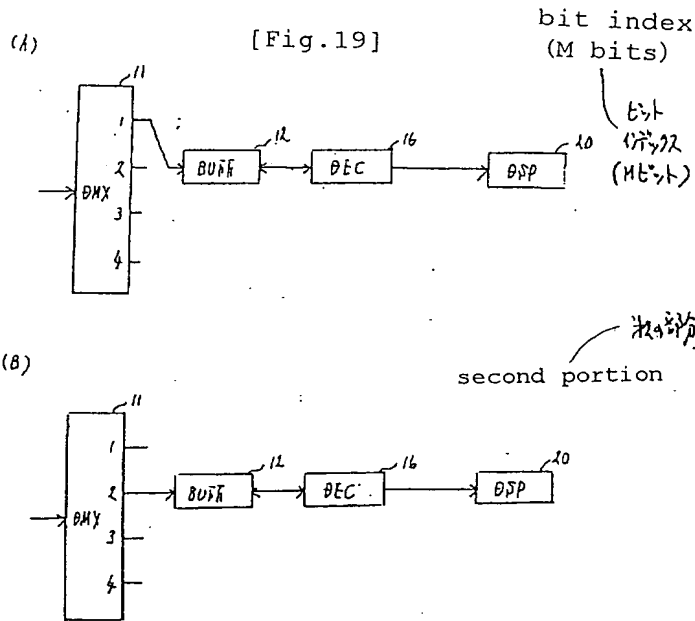 [Fig.19]
bit index
(M bits)
(A)
11
1
2
3
4
DMX
12
BUFR
16
DEC
20
DSP
ビット
インデックス
(Mビット)
second portion
(B)
11
1
2
3
4
DMX
12
BUFR
16
DEC
20
DSP